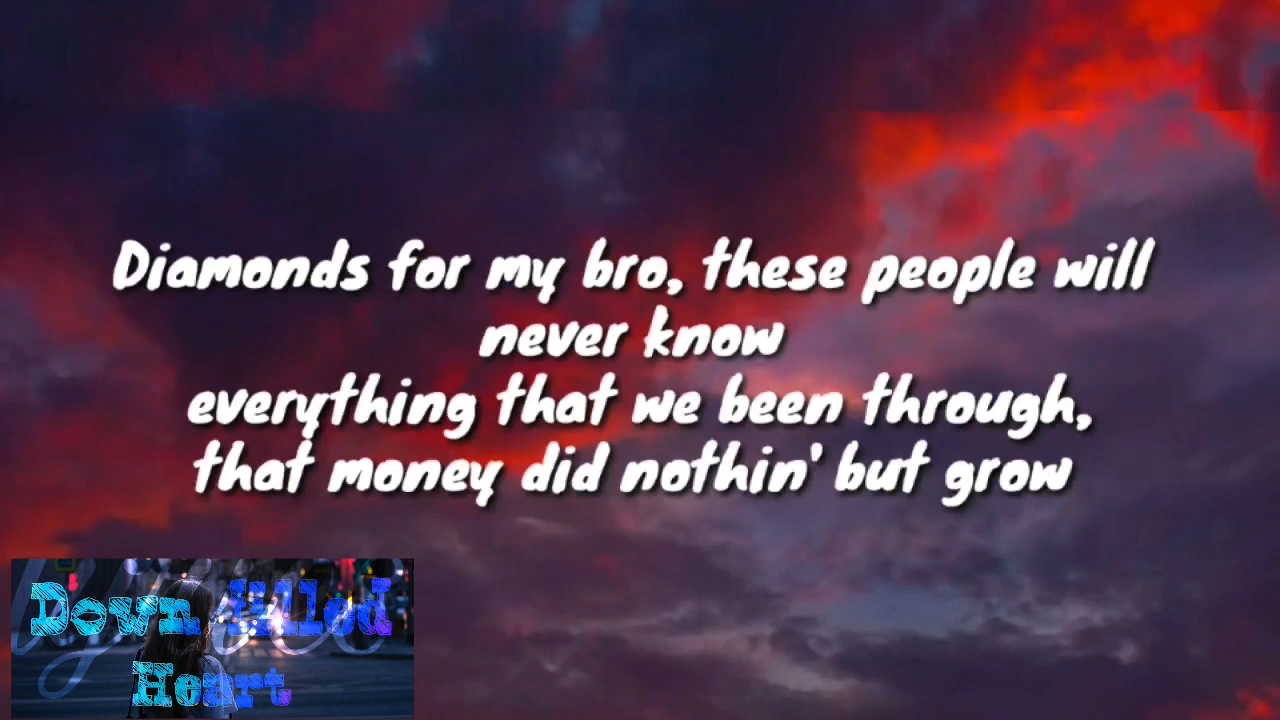 Diamonds for my bro, these people will
never know
everything that we been through,
that money did nothin' but grow
Down filled
Heart